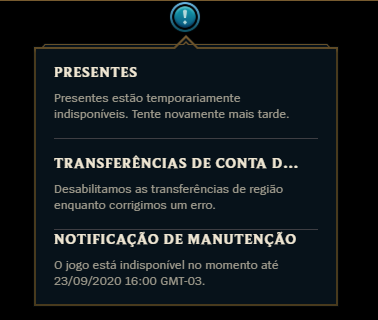 PRESENTES
Presentes estão temporariamente
indisponíveis. Tente novamente mais tarde.
TRANSFERÊNCIAS DE CONTA D...
Desabilitamos as transferências de região
enquanto corrigimos um erro.
NOTIFICAÇÃO DE MANUTENÇÃO
O jogo está indisponível no momento até
23/09/2020 16:00 GMT-03.